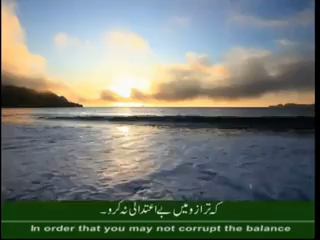 کہ ترازو میں بے اعتدالی نہ کرو۔
In order that you may not corrupt the balance